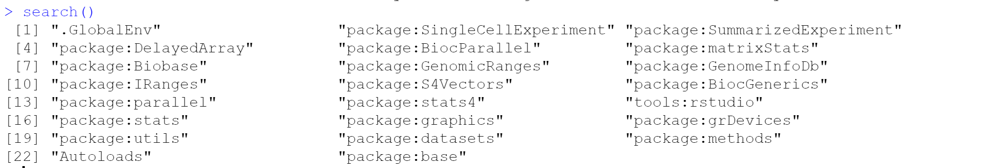 > search()
[1] ".GlobalEnv" "package:SingleCellExperiment" "package:SummarizedExperiment"
[4] "package:DelayedArray" "package:BiocParallel" "package:matrixStats"
[7] "package:Biobase" "package:GenomicRanges" "package:GenomeInfoDb"
[10] "package:IRanges" "package:S4Vectors" "package:BiocGenerics"
[13] "package:parallel" "package:stats4" "tools:rstudio"
[16] "package:stats" "package:graphics" "package:grDevices"
[19] "package:utils" "package:datasets" "package:methods"
[22] "Autoloads" "package:base"